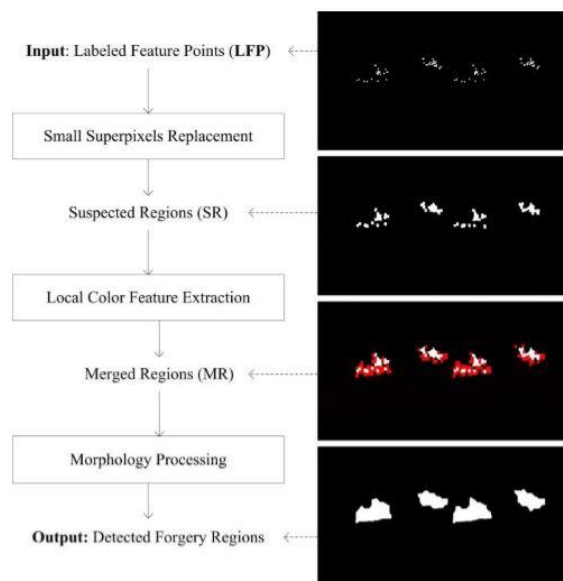 Input: Labeled Feature Points (LFP)
Small Superpixels Replacement
Suspected Regions (SR)
Local Color Feature Extraction
Merged Regions (MR)
Morphology Processing
Output: Detected Forgery Regions